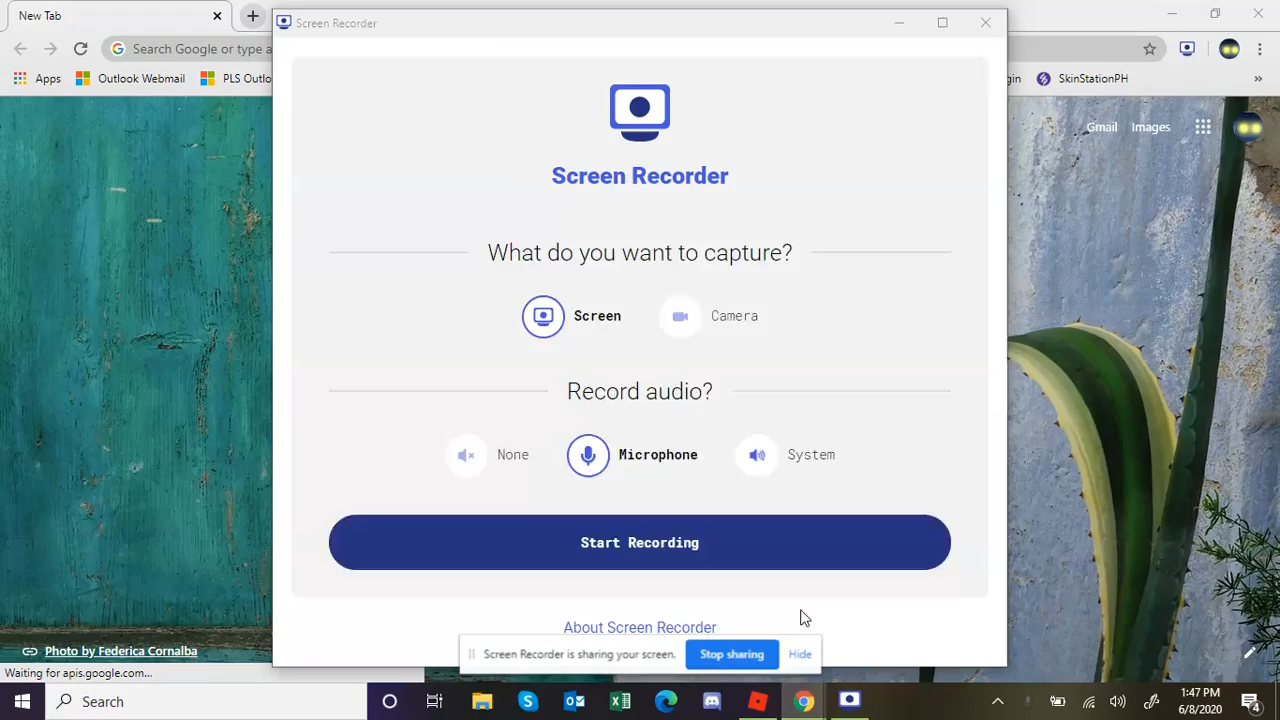 New Tab
Screen Recorder
Search Google or type a
Apps
Outlook Webmail
PLS Outlo
gin
SkinStationPH
»
Gmail
Images
Screen Recorder
What do you want to capture?
Screen
Camera
Record audio?
None
Microphone
System
Start Recording
About Screen Recorder
Screen Recorder is sharing your screen.
Stop sharing
Hide
Photo by Federica Cornalba
Waiting for apis.google.com...
Search
1:47 PM
6/8/2020
4